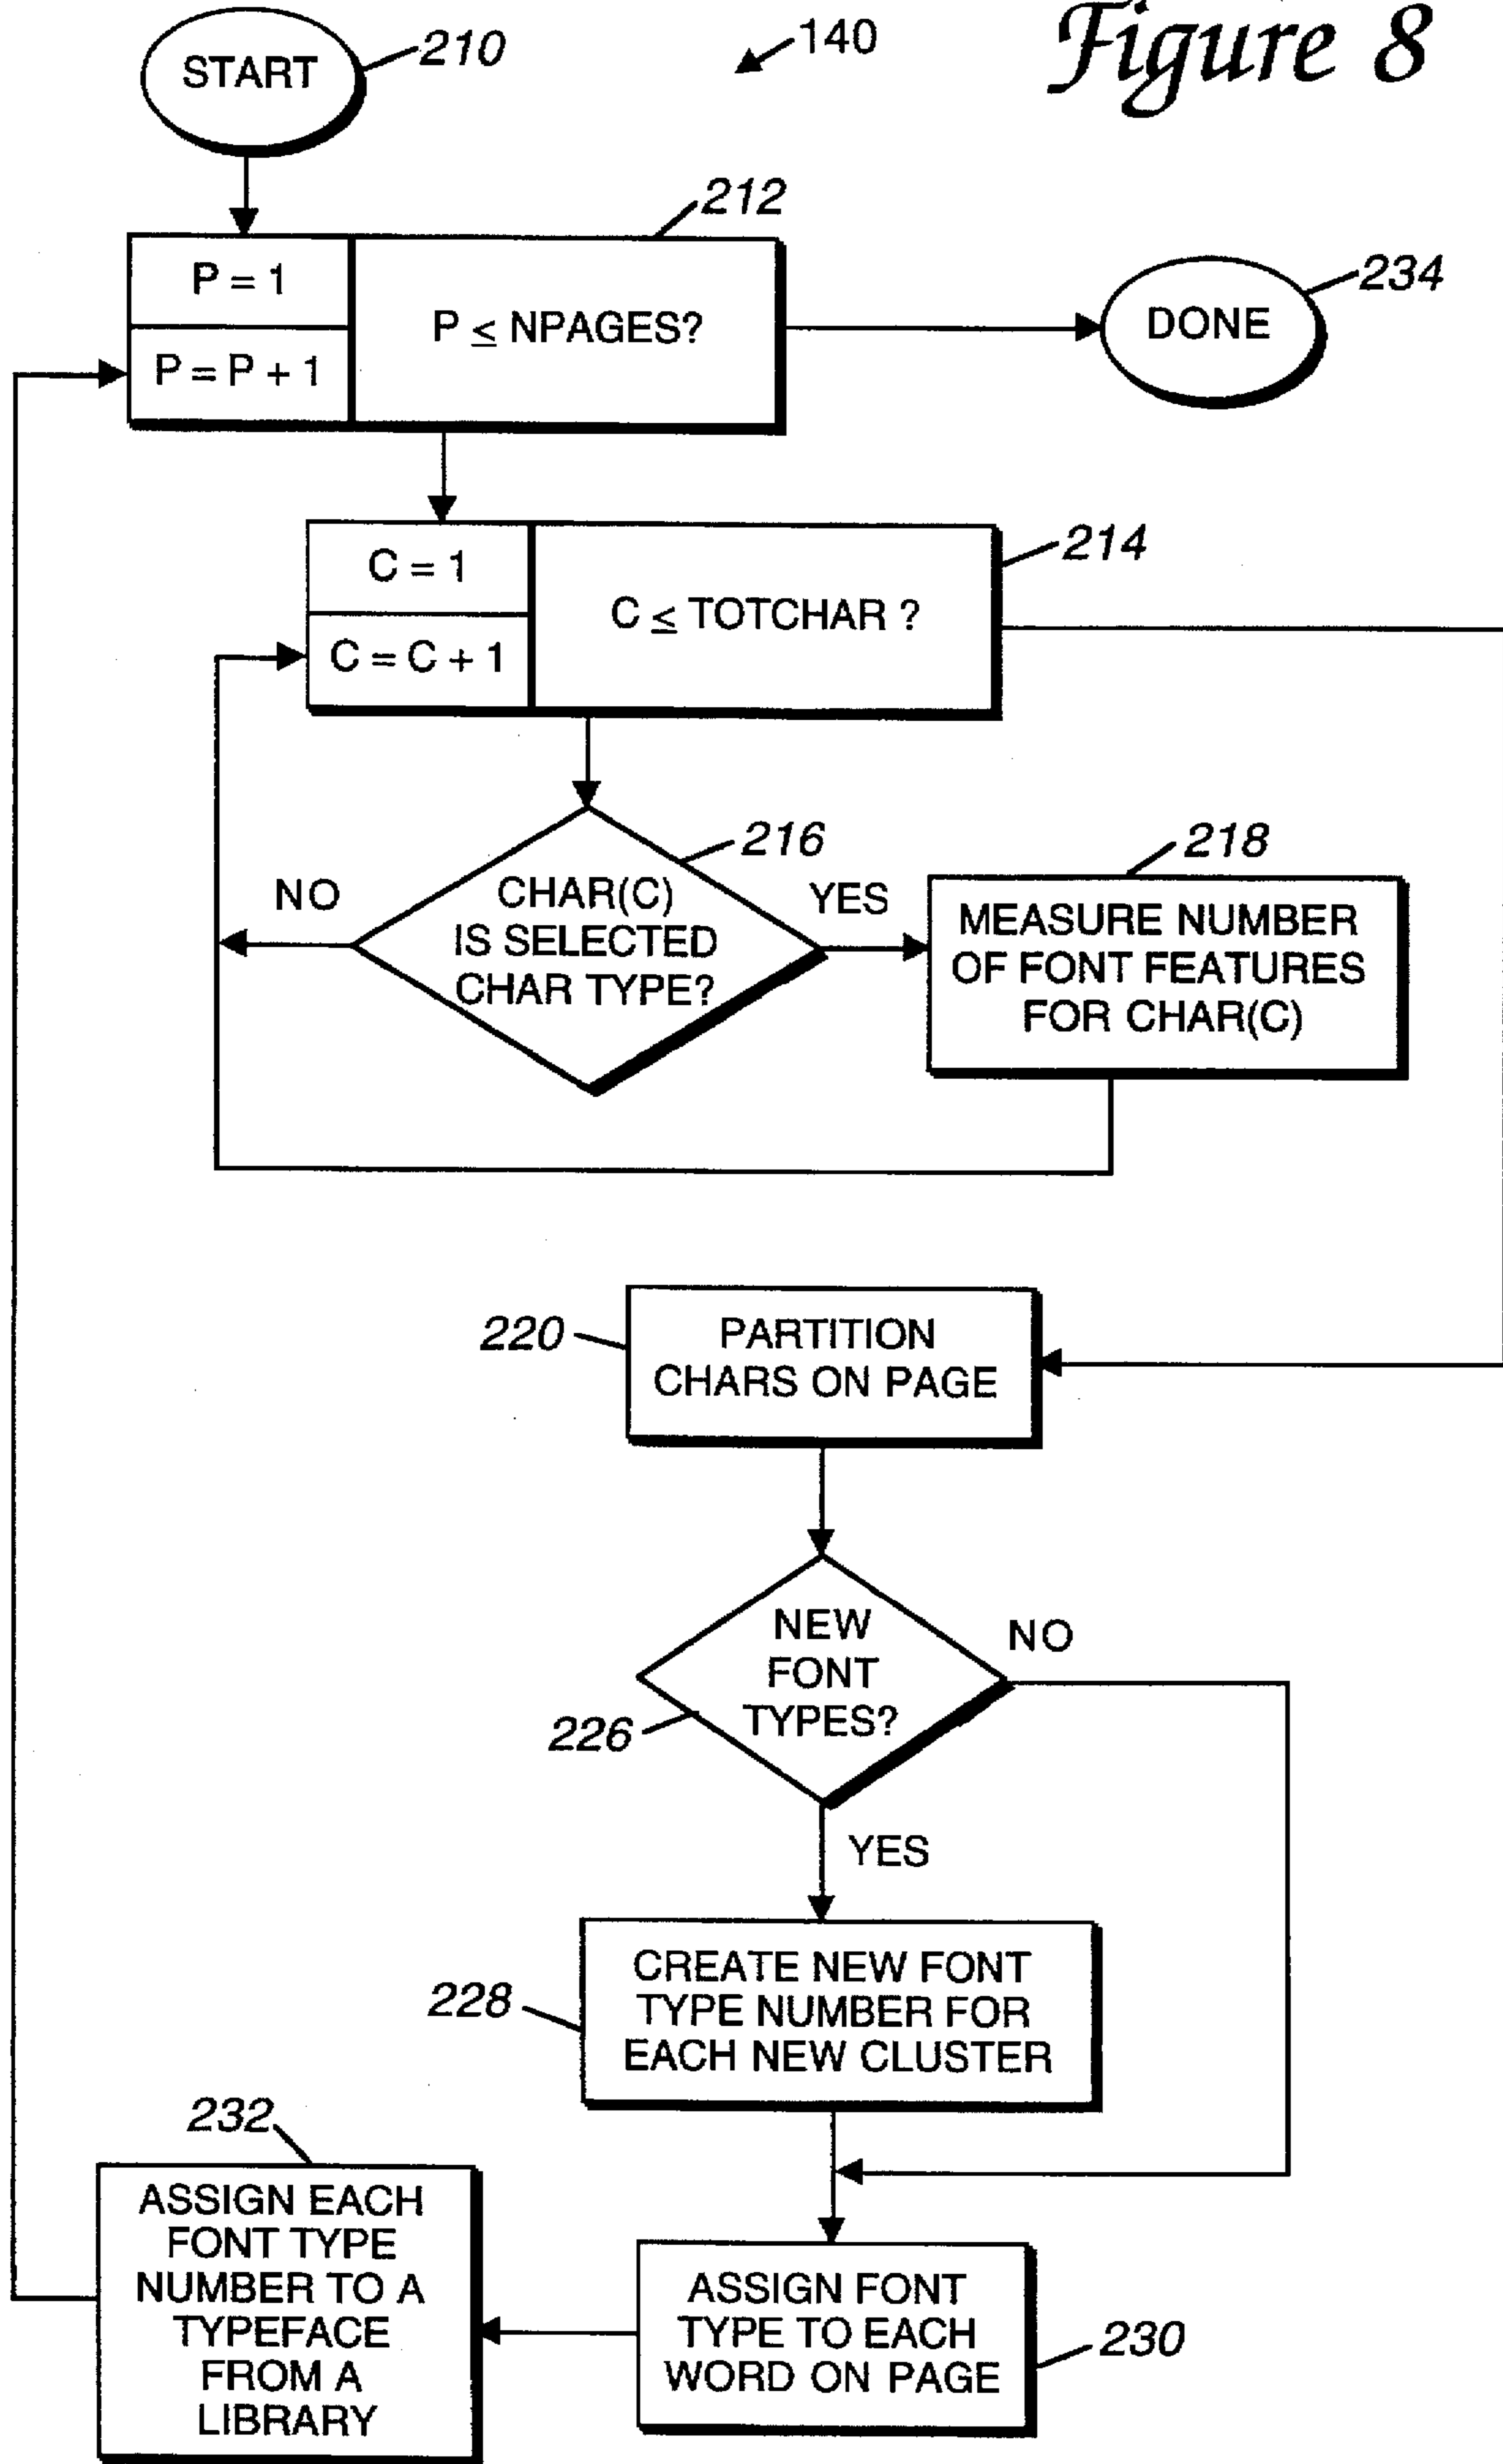 Figure 8
140
START
210
212
P = 1
P = P + 1
P ≤ NPAGES?
DONE
234
C = 1
C = C + 1
C ≤ TOTCHAR ?
214
216
CHAR(C)
IS SELECTED
CHAR TYPE?
NO
YES
218
MEASURE NUMBER
OF FONT FEATURES
FOR CHAR(C)
220
PARTITION
CHARS ON PAGE
NEW
FONT
TYPES?
226
NO
YES
228
CREATE NEW FONT
TYPE NUMBER FOR
EACH NEW CLUSTER
232
ASSIGN EACH
FONT TYPE
NUMBER TO A
TYPEFACE
FROM A
LIBRARY
ASSIGN FONT
TYPE TO EACH
WORD ON PAGE
230